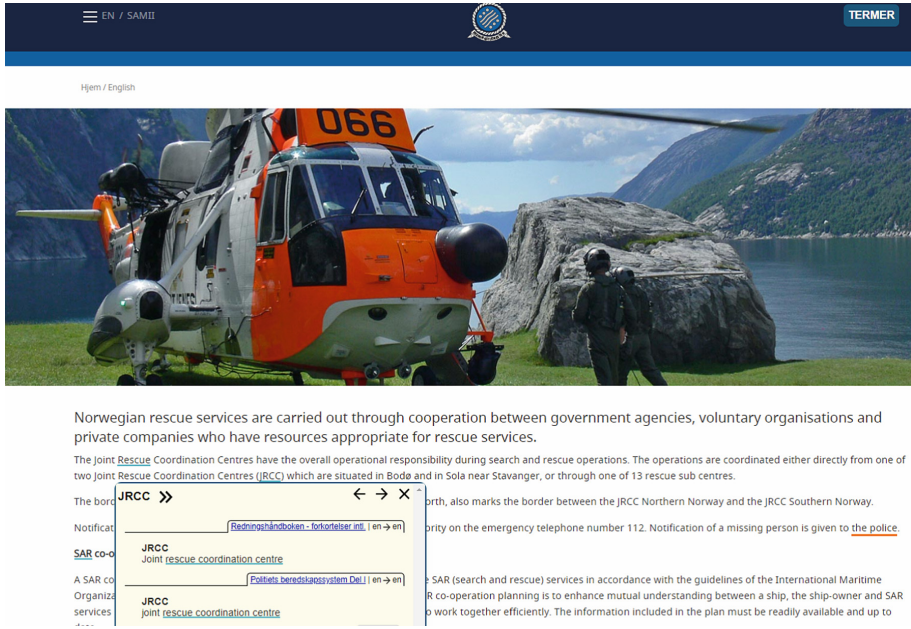 EN / SAMII
TERMER
Hjem / English
066
Norwegian rescue services are carried out through cooperation between government agencies, voluntary organisations and
private companies who have resources appropriate for rescue services.
The Joint Rescue Coordination Centres have the overall operational responsibility during search and rescue operations. The operations are coordinated either directly from one of
two Joint Rescue Coordination Centres (JRCC) which are situated in Bodø and in Sola near Stavanger, or through one of 13 rescue sub centres.
The bord
orth, also marks the border between the JRCC Northern Norway and the JRCC Southern Norway.
Notificat
ority on the emergency telephone number 112. Notification of a missing person is given to the police.
SAR co-o
A SAR co
e SAR (search and rescue) services in accordance with the guidelines of the International Maritime
Organiza
R co-operation planning is to enhance mutual understanding between a ship, the ship-owner and SAR
services
o work together efficiently. The information included in the plan must be readily available and up to
JRCC
Redningshåndboken - forkortelser intl. | en → en
JRCC
Joint rescue coordination centre
Politiets beredskapssystem Del I | en → en
JRCC
joint rescue coordination centre